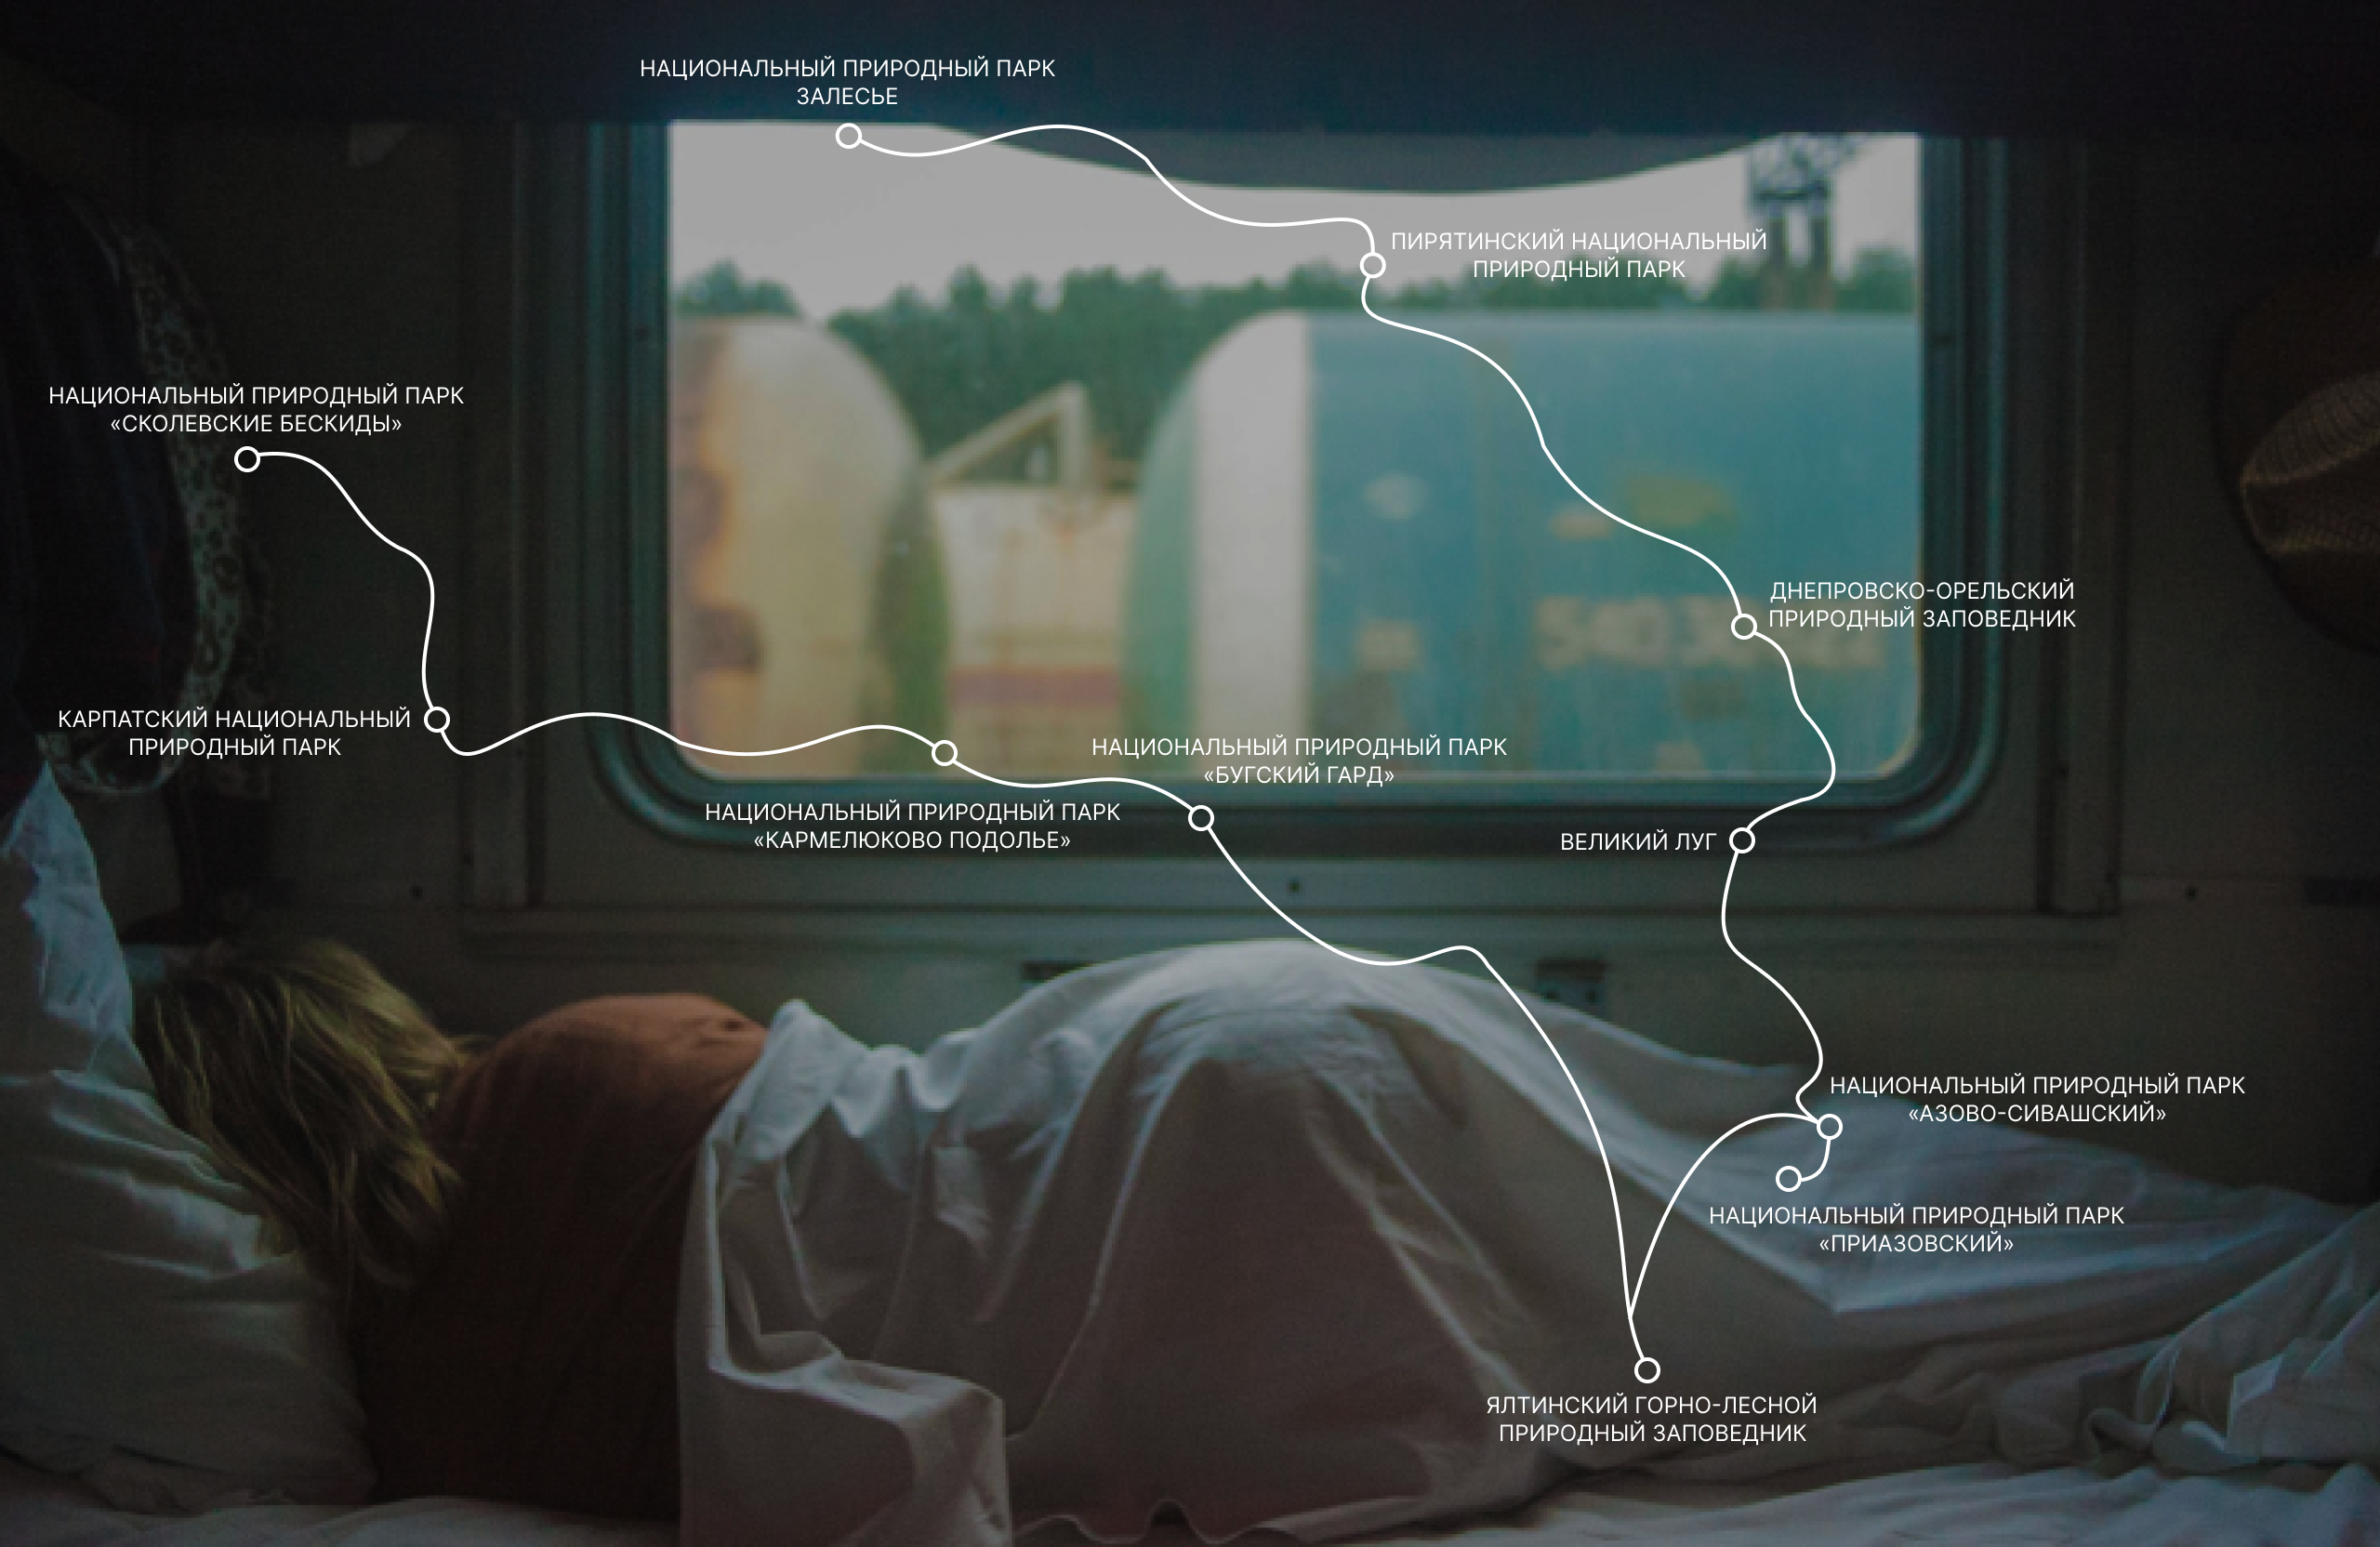 НАЦИОНАЛЬНЫЙ ПРИРОДНЫЙ ПАРК
ЗАЛЕСЬЕ
ПИРЯТИНСКИЙ НАЦИОНАЛЬНЫЙ
ПРИРОДНЫЙ ПАРК
НАЦИОНАЛЬНЫЙ ПРИРОДНЫЙ ПАРК
«СКОЛЕВСКИЕ БЕСКИДЫ»
ДНЕПРОВСКО-ОРЕЛЬСКИЙ
ПРИРОДНЫЙ ЗАПОВЕДНИК
КАРПАТСКИЙ НАЦИОНАЛЬНЫЙ
ПРИРОДНЫЙ ПАРК
НАЦИОНАЛЬНЫЙ ПРИРОДНЫЙ ПАРК
«БУГСКИЙ ГАРД»
НАЦИОНАЛЬНЫЙ ПРИРОДНЫЙ ПАРК
«КАРМЕЛЮКОВО ПОДОЛЬЕ»
ВЕЛИКИЙ ЛУГ
НАЦИОНАЛЬНЫЙ ПРИРОДНЫЙ ПАРК
«АЗОВО-СИВАШСКИЙ»
НАЦИОНАЛЬНЫЙ ПРИРОДНЫЙ ПАРК
«ПРИАЗОВСКИЙ»
ЯЛТИНСКИЙ ГОРНО-ЛЕСНОЙ
ПРИРОДНЫЙ ЗАПОВЕДНИК